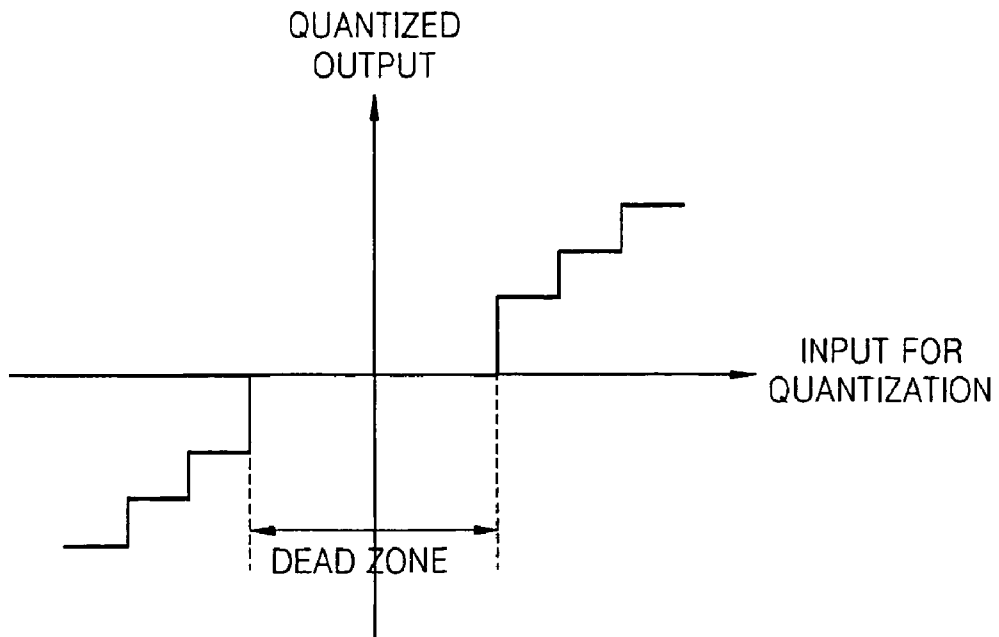 QUANTIZED
OUTPUT
INPUT FOR
QUANTIZATION
DEAD ZONE